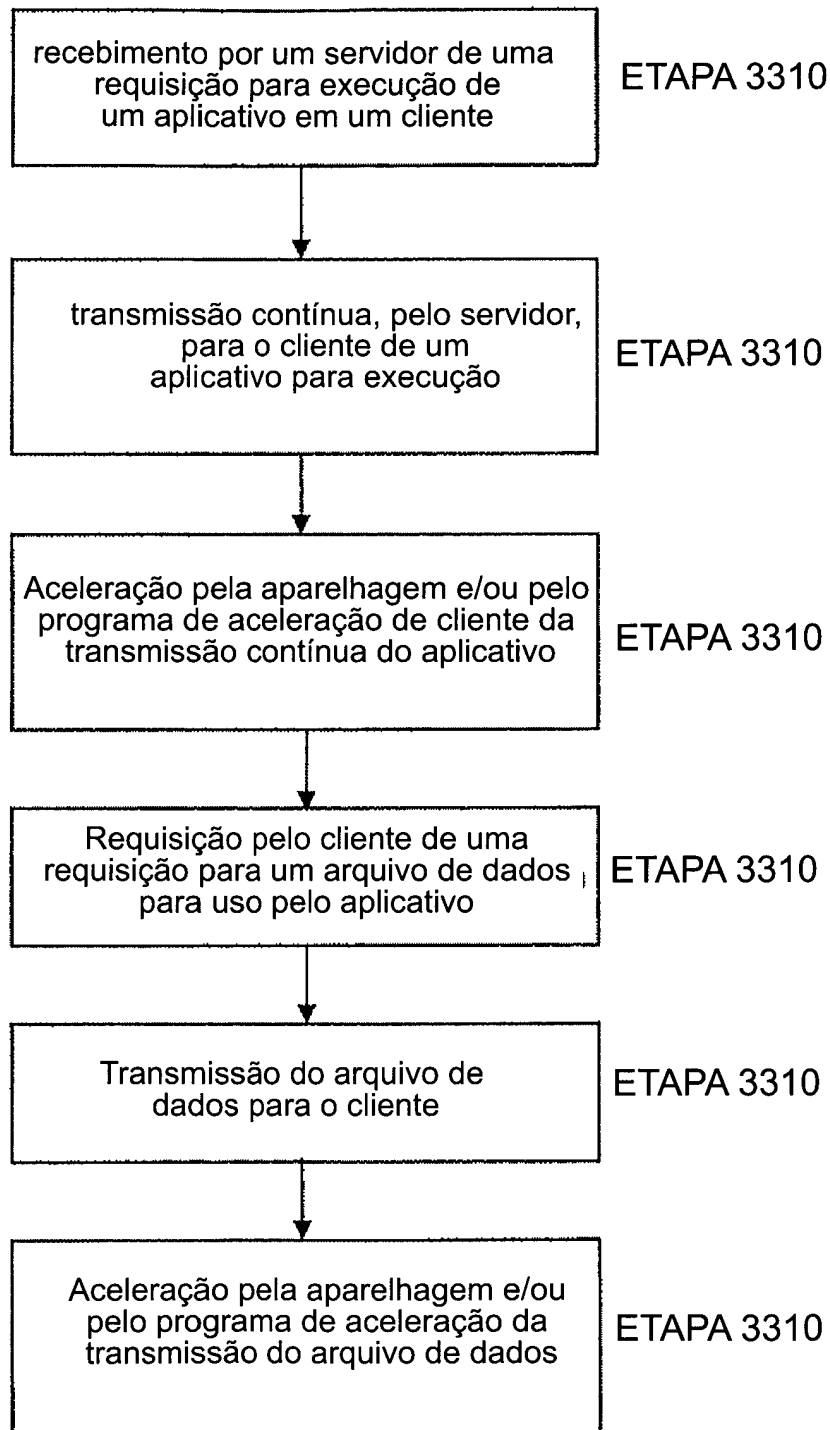 recebimento por um servidor de uma
requisição para execução de
um aplicativo em um cliente
ETAPA 3310
transmissão contínua, pelo servidor,
para o cliente de um
aplicativo para execução
ETAPA 3310
Aceleração pela aparelhagem e/ou pelo
programa de aceleração de cliente da
transmissão contínua do aplicativo
ETAPA 3310
Requisição pelo cliente de uma
requisição para um arquivo de dados
para uso pelo aplicativo
ETAPA 3310
Transmissão do arquivo de
dados para o cliente
ETAPA 3310
Aceleração pela aparelhagem e/ou
pelo programa de aceleração da
transmissão do arquivo de dados
ETAPA 3310